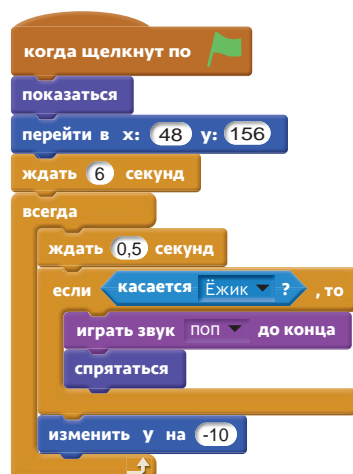 когда щелкнут по
показаться
перейти в x: 48 y: 156
ждать 6 секунд
всегда
ждать 0,5 секунд
если касается Ёжик ? , то
играть звук поп до конца
спрятаться
изменить y на -10